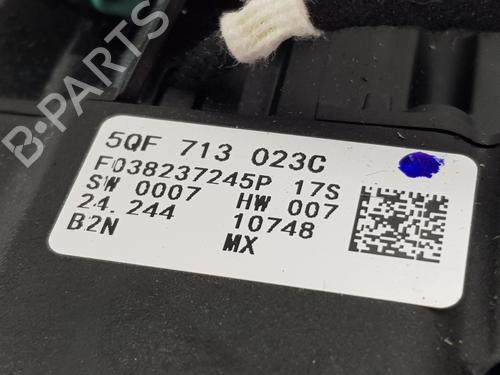 B-PARTS
5QF 713 023C
F038237245P 17S
SW 0007 HW 007
24.244 10748
B2N MX